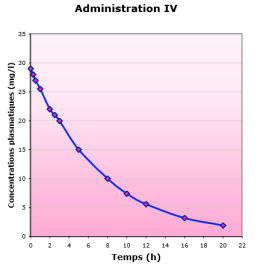 Administration IV
Concentrations plasmatiques (mg/l)
35
30
25
20
15
10
5
0
0 2 4 6 8 10 12 14 16 18 20 22
Temps (h)